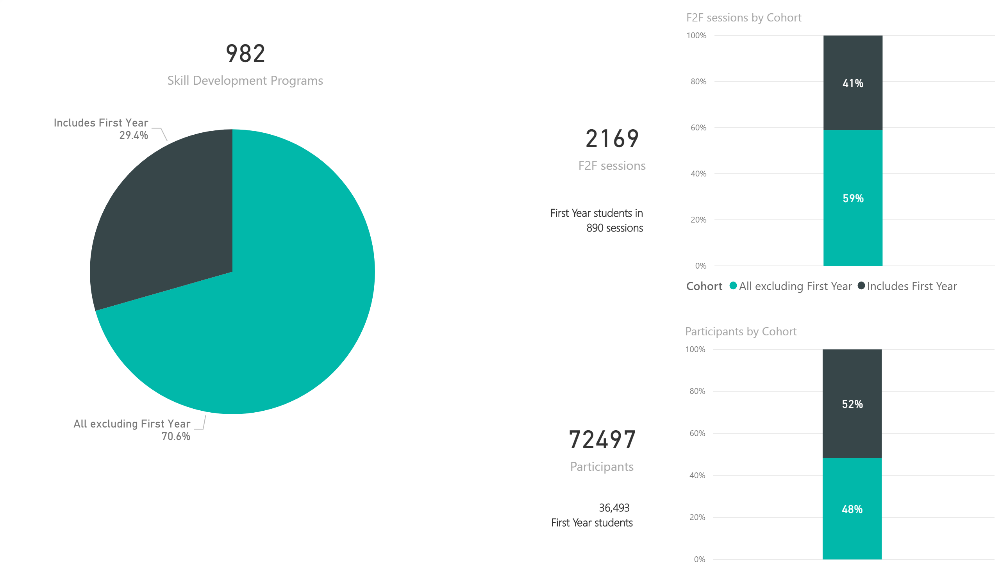 982
Skill Development Programs
Includes First Year
29.4%
All excluding First Year
70.6%
2169
F2F sessions
First Year students in
890 sessions
F2F sessions by Cohort
100%
80%
60%
40%
20%
0%
41%
59%
Cohort All excluding First Year Includes First Year
72497
Participants
36,493
First Year students
Participants by Cohort
100%
80%
60%
40%
20%
0%
52%
48%